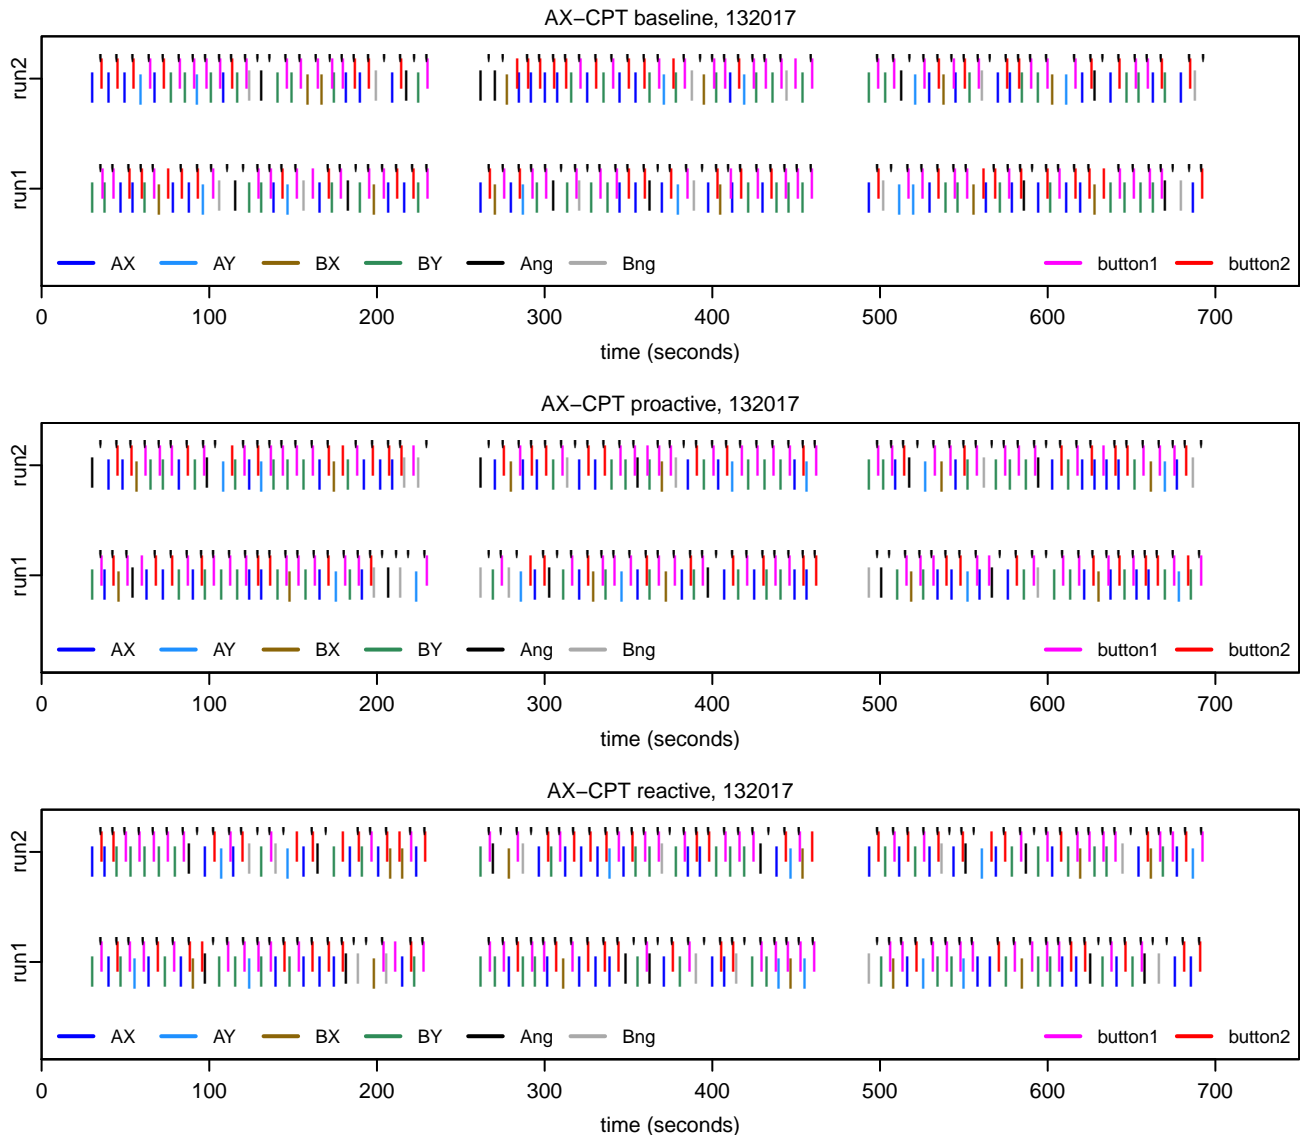 AX−CPT baseline, 132017
run2
run1
AX AY BX BY Ang Bng button1 button2
0 100 200 300 400 500 600 700
time (seconds)
AX−CPT proactive, 132017
run2
run1
AX AY BX BY Ang Bng button1 button2
0 100 200 300 400 500 600 700
time (seconds)
AX−CPT reactive, 132017
run2
run1
AX AY BX BY Ang Bng button1 button2
0 100 200 300 400 500 600 700
time (seconds)